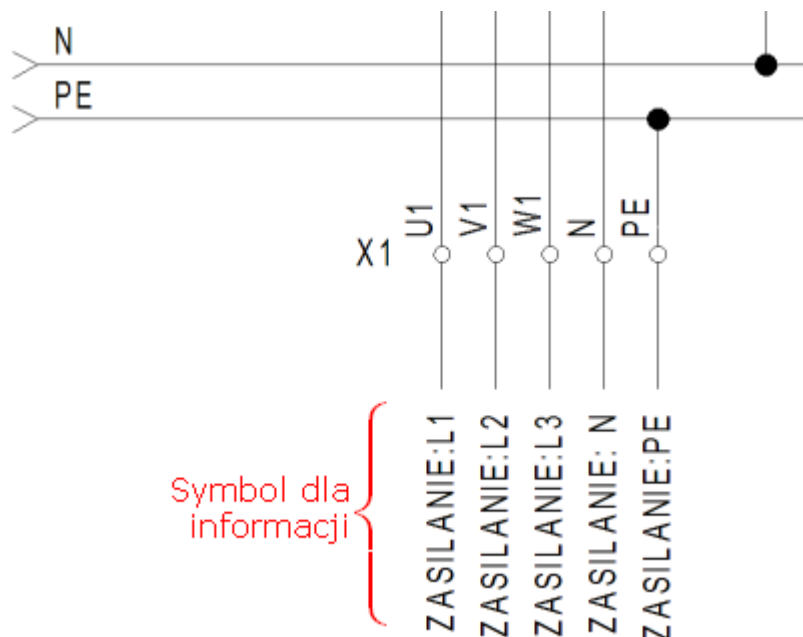 N
PE
X1
U1
V1
W1
N
PE
Symbol dla
informacji
ZASILANIE:L1
ZASILANIE:L2
ZASILANIE:L3
ZASILANIE: N
ZASILANIE:PE